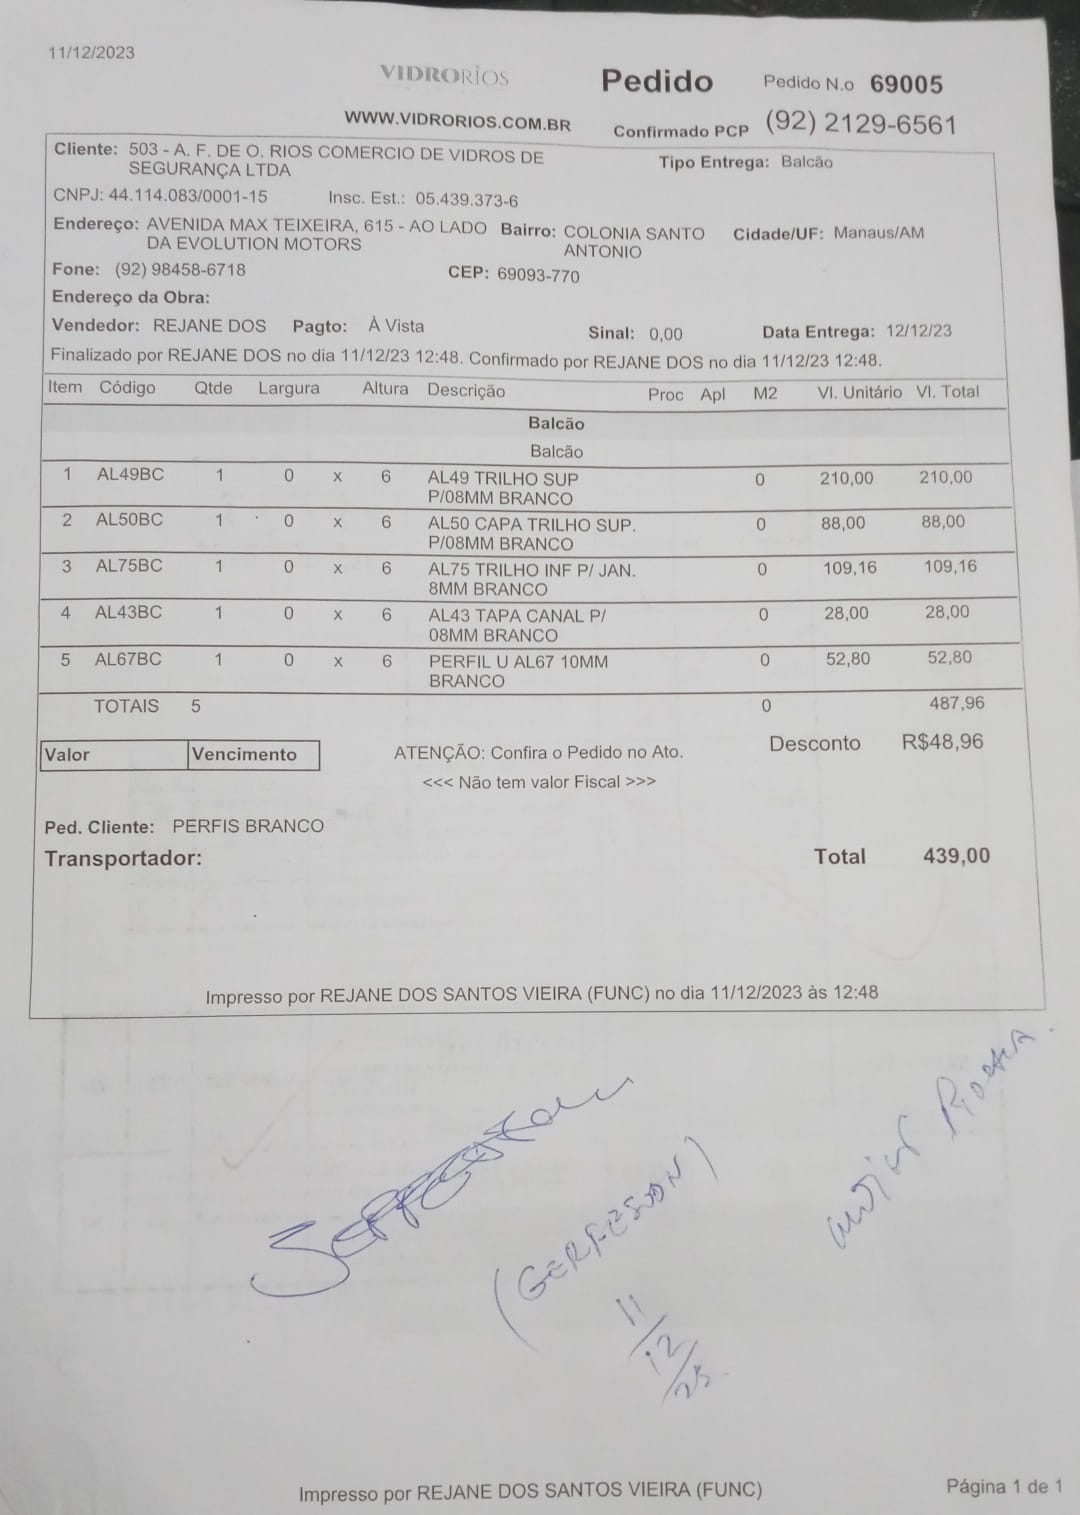 11/12/2023
VIDRORIOS
Pedido
Pedido N.o 69005
WWW.VIDRORIOS.COM.BR
Confirmado PCP (92) 2129-6561
Cliente: 503 - A. F. DE O. RIOS COMERCIO DE VIDROS DE
SEGURANÇA LTDA
Tipo Entrega: Balcão
CNPJ: 44.114.083/0001-15 Insc. Est.: 05.439.373-6
Endereço: AVENIDA MAX TEIXEIRA, 615 - AO LADO
DA EVOLUTION MOTORS
Bairro: COLONIA SANTO
ANTONIO
Cidade/UF: Manaus/AM
Fone: (92) 98458-6718 CEP: 69093-770
Endereço da Obra:
Vendedor: REJANE DOS Pagto: À Vista Sinal: 0,00 Data Entrega: 12/12/23
Finalizado por REJANE DOS no dia 11/12/23 12:48. Confirmado por REJANE DOS no dia 11/12/23 12:48.
Item Código Qtde Largura Altura Descrição Proc Apl M2 Vl. Unitário Vl. Total
Balcão
Balcão
1 AL49BC 1 0 x 6 AL49 TRILHO SUP 0 210,00 210,00
P/08MM BRANCO
2 AL50BC 1 0 x 6 AL50 CAPA TRILHO SUP. 0 88,00 88,00
P/08MM BRANCO
3 AL75BC 1 0 x 6 AL75 TRILHO INF P/ JAN. 0 109,16 109,16
8MM BRANCO
4 AL43BC 1 0 x 6 AL43 TAPA CANAL P/ 0 28,00 28,00
08MM BRANCO
5 AL67BC 1 0 x 6 PERFIL U AL67 10MM 0 52,80 52,80
BRANCO
TOTAIS 5 0 487,96
Valor Vencimento
ATENÇÃO: Confira o Pedido no Ato.
Desconto R$48,96
<<< Não tem valor Fiscal >>>
Ped. Cliente: PERFIS BRANCO
Transportador:
Total 439,00
Impresso por REJANE DOS SANTOS VIEIRA (FUNC) no dia 11/12/2023 às 12:48
(GERFESON)
11/12/23
Impresso por REJANE DOS SANTOS VIEIRA (FUNC)
Página 1 de 1